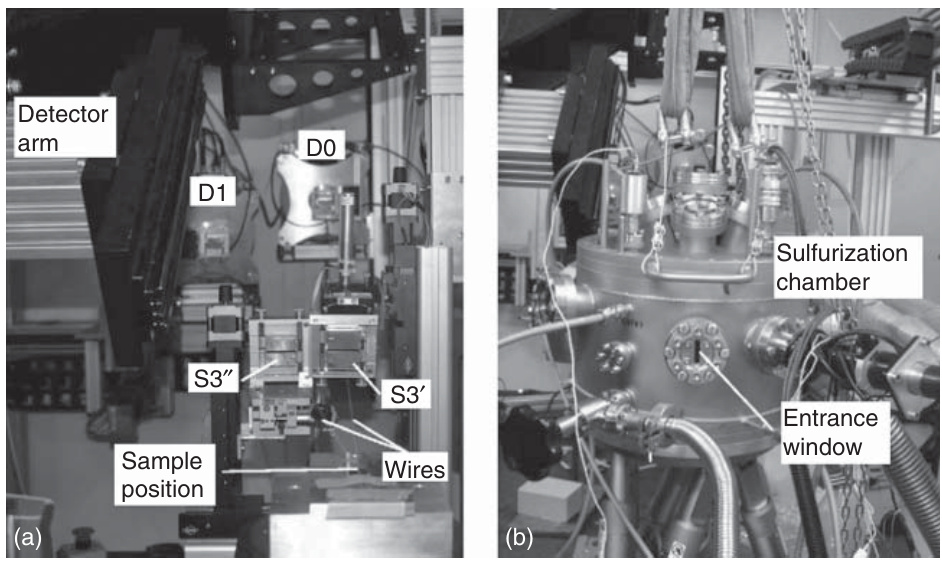 Detector
arm
D0
D1
S3″
S3′
Sample
position
Wires
(a)
Sulfurization
chamber
Entrance
window
(b)